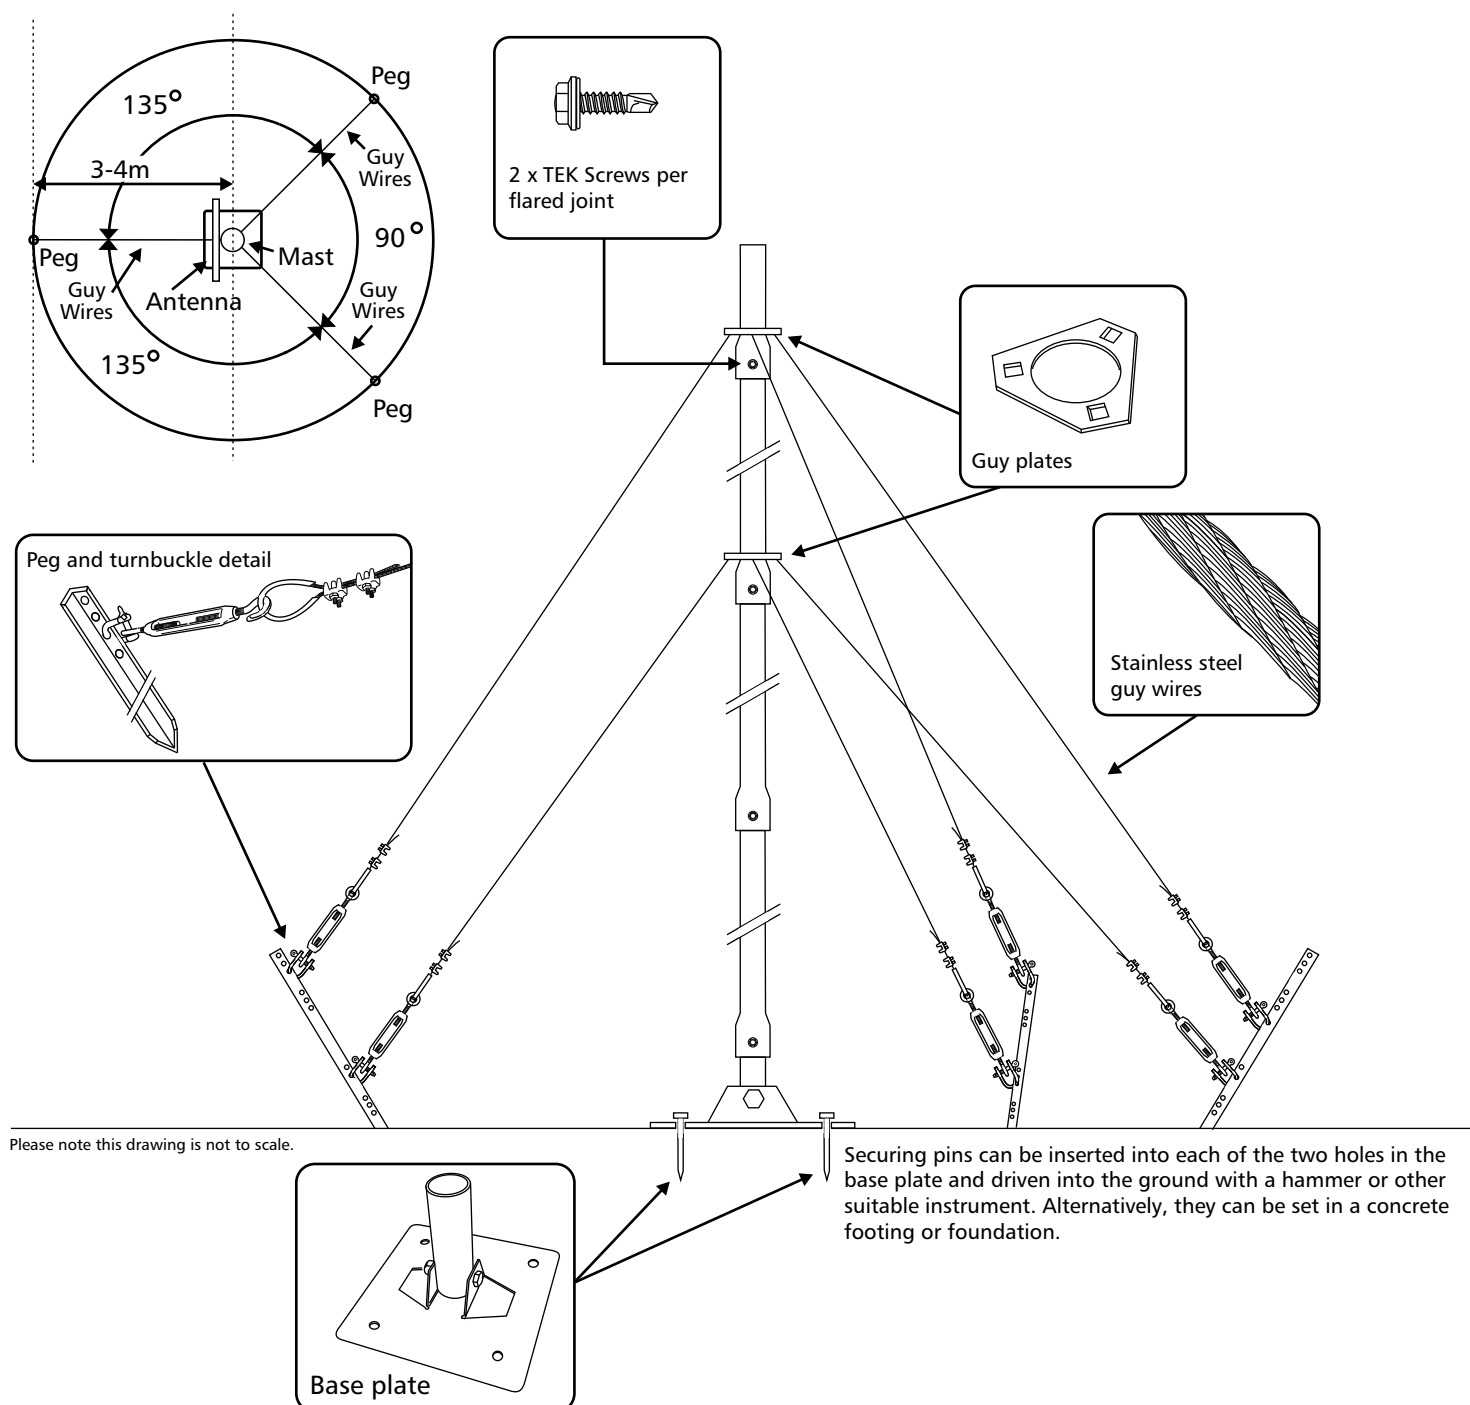 Peg
135°
3-4m
Guy
Wires
90°
Peg
Mast
Guy
Wires
Antenna
Guy
Wires
135°
Peg
2 x TEK Screws per
flared joint
Guy plates
Peg and turnbuckle detail
Stainless steel
guy wires
Please note this drawing is not to scale.
Securing pins can be inserted into each of the two holes in the
base plate and driven into the ground with a hammer or other
suitable instrument. Alternatively, they can be set in a concrete
footing or foundation.
Base plate